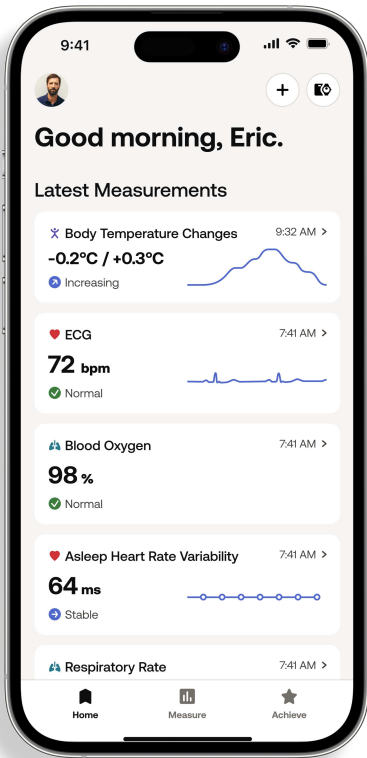 9:41
Good morning, Eric.
Latest Measurements
Body Temperature Changes 9:32 AM
-0.2°C / +0.3°C
Increasing
ECG 7:41 AM
72 bpm
Normal
Blood Oxygen 7:41 AM
98 %
Normal
Asleep Heart Rate Variability 7:41 AM
64 ms
Stable
Respiratory Rate 7:41 AM
Home Measure Achieve